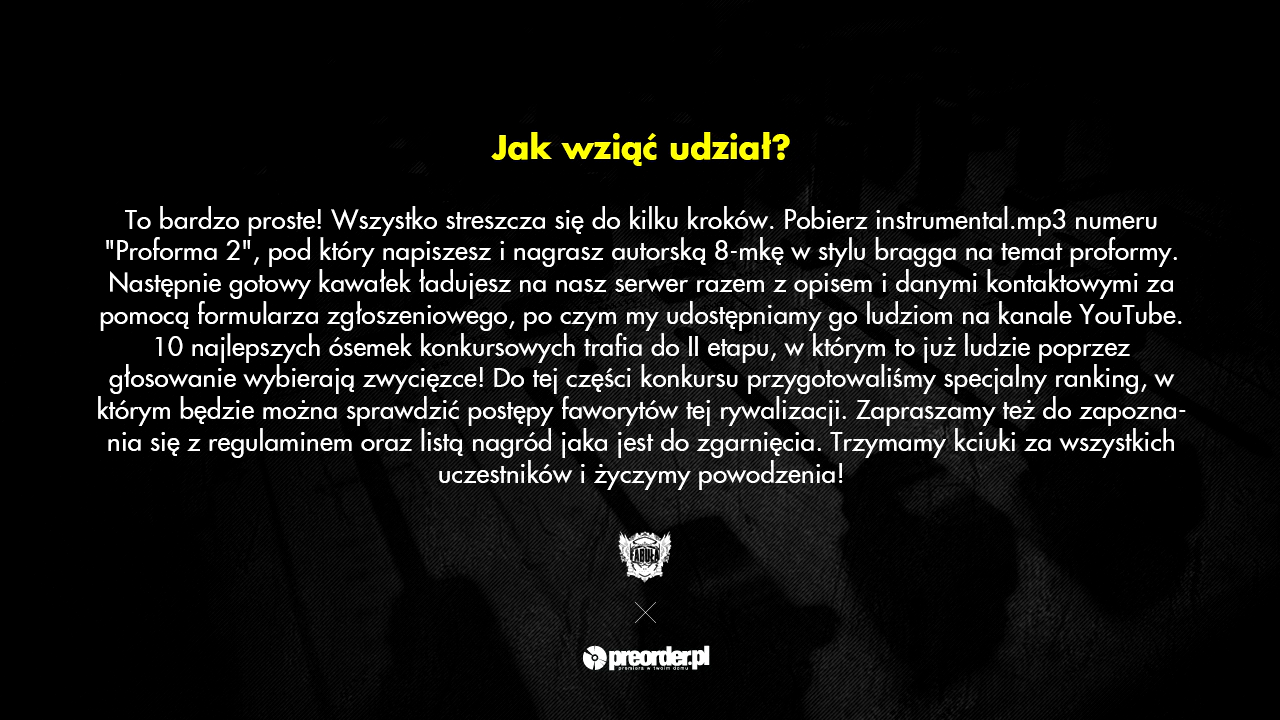 Jak wziąć udział?
To bardzo proste! Wszystko streszcza się do kilku kroków. Pobierz instrumental.mp3 numeru
"Proforma 2", pod który napiszesz i nagrasz autorską 8-mkę w stylu bragga na temat proformy.
Następnie gotowy kawałek ładujesz na nasz serwer razem z opisem i danymi kontaktowymi za
pomocą formularza zgłoszeniowego, po czym my udostępniamy go ludziom na kanale YouTube.
10 najlepszych ósemek konkursowych trafia do II etapu, w którym to już ludzie poprzez
głosowanie wybierają zwycięzce! Do tej części konkursu przygotowaliśmy specjalny ranking, w
którym będzie można sprawdzić postępy faworytów tej rywalizacji. Zapraszamy też do zapozna-
nia się z regulaminem oraz listą nagród jaka jest do zgarnięcia. Trzymamy kciuki za wszystkich
uczestników i życzymy powodzenia!
FABUŁA
preorder.pl
premiera w twoim domu